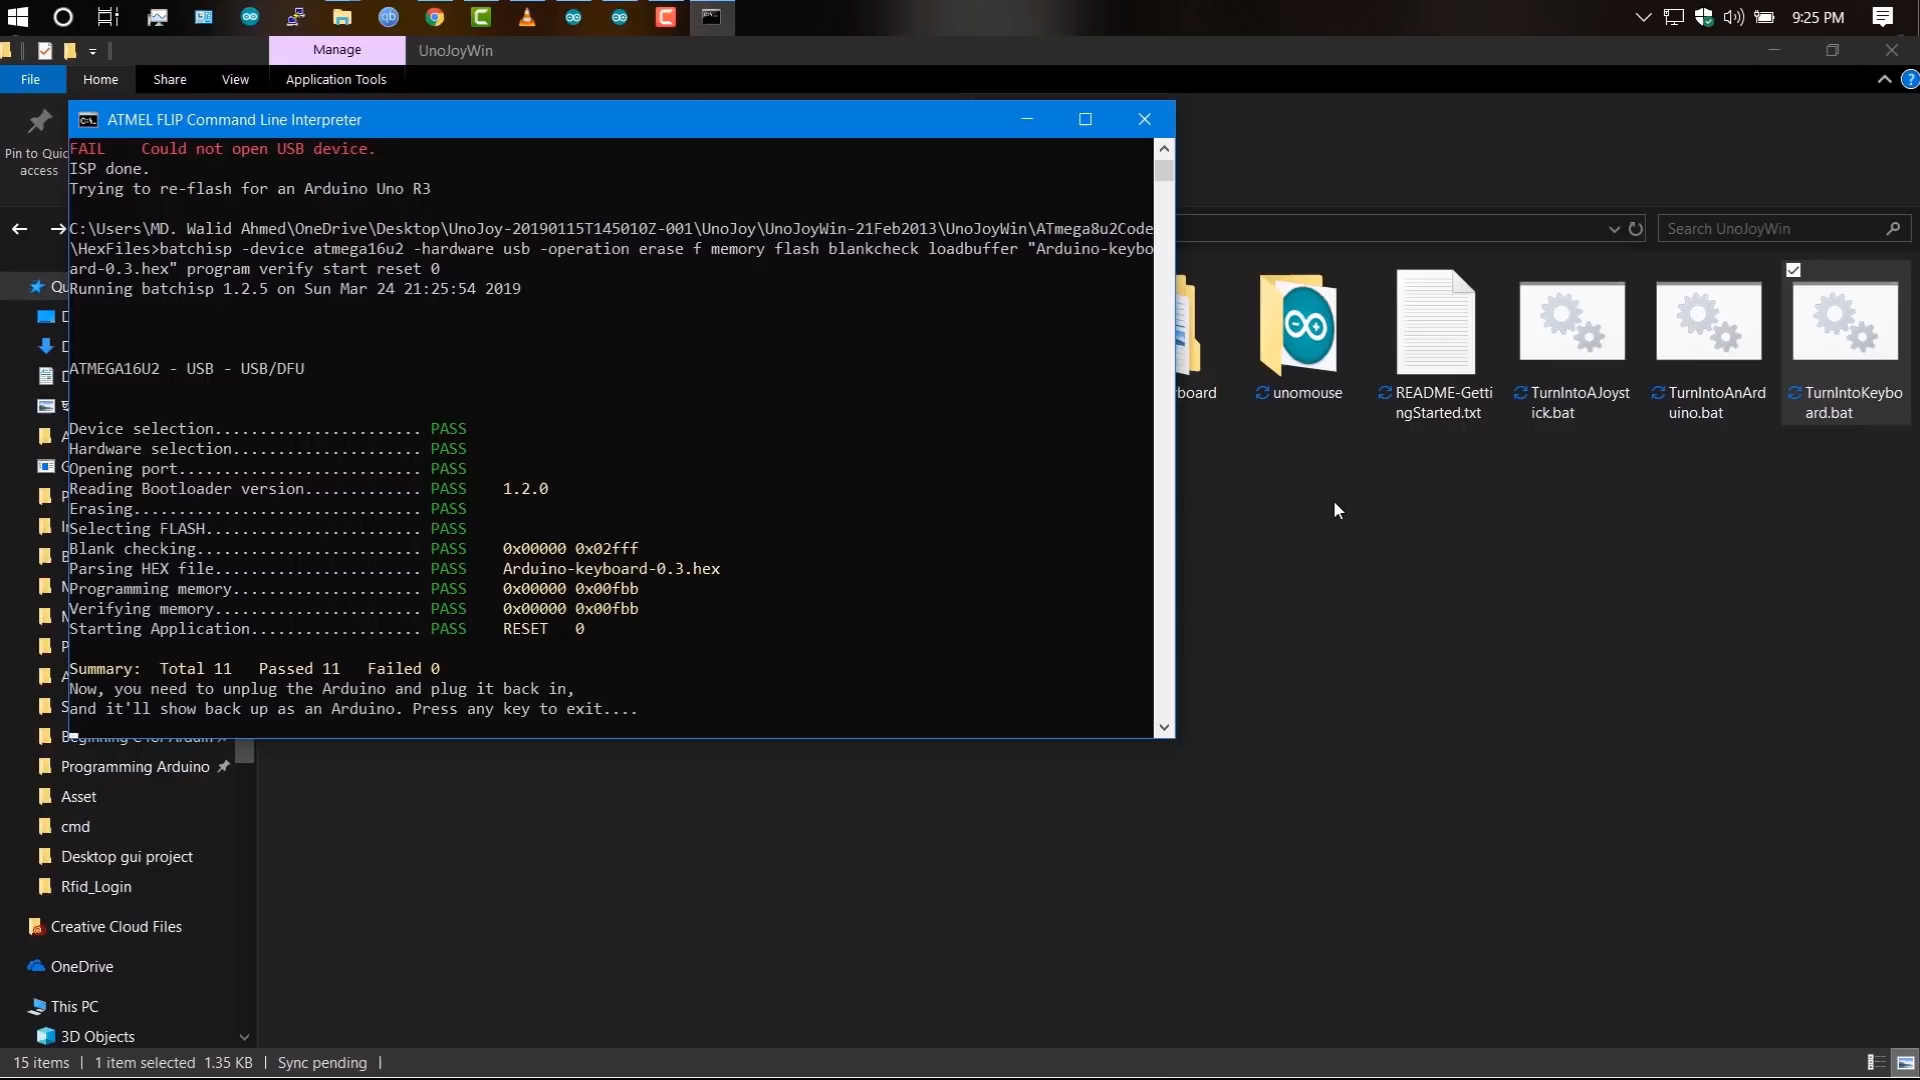 9:25 PM
Manage
UnoJoyWin
File
Home
Share
View
Application Tools
Pin to Quic
access
Search UnoJoyWin
ATMEL FLIP Command Line Interpreter
FAIL    Could not open USB device.
ISP done.
Trying to re-flash for an Arduino Uno R3
C:\Users\MD. Walid Ahmed\OneDrive\Desktop\UnoJoy-20190115T145010Z-001\UnoJoy\UnoJoyWin-21Feb2013\UnoJoyWin\ATmega8u2Code
\HexFiles>batchisp -device atmega16u2 -hardware usb -operation erase f memory flash blankcheck loadbuffer "Arduino-keybo
ard-0.3.hex" program verify start reset 0
Running batchisp 1.2.5 on Sun Mar 24 21:25:54 2019
ATMEGA16U2 - USB - USB/DFU
Device selection....................... PASS
Hardware selection..................... PASS
Opening port........................... PASS
Reading Bootloader version............. PASS    1.2.0
Erasing................................ PASS
Selecting FLASH........................ PASS
Blank checking......................... PASS    0x00000 0x02fff
Parsing HEX file....................... PASS    Arduino-keyboard-0.3.hex
Programming memory..................... PASS    0x00000 0x00fbb
Verifying memory....................... PASS    0x00000 0x00fbb
Starting Application................... PASS    RESET   0
Summary:  Total 11   Passed 11   Failed 0
Now, you need to unplug the Arduino and plug it back in,
and it'll show back up as an Arduino. Press any key to exit....
board
unomouse
README-Getti
ngStarted.txt
TurnIntoAJoyst
ick.bat
TurnIntoAnArd
uino.bat
TurnIntoKeybo
ard.bat
Programming Arduino
Asset
cmd
Desktop gui project
Rfid_Login
Creative Cloud Files
OneDrive
This PC
3D Objects
15 items
1 item selected  1.35 KB
Sync pending